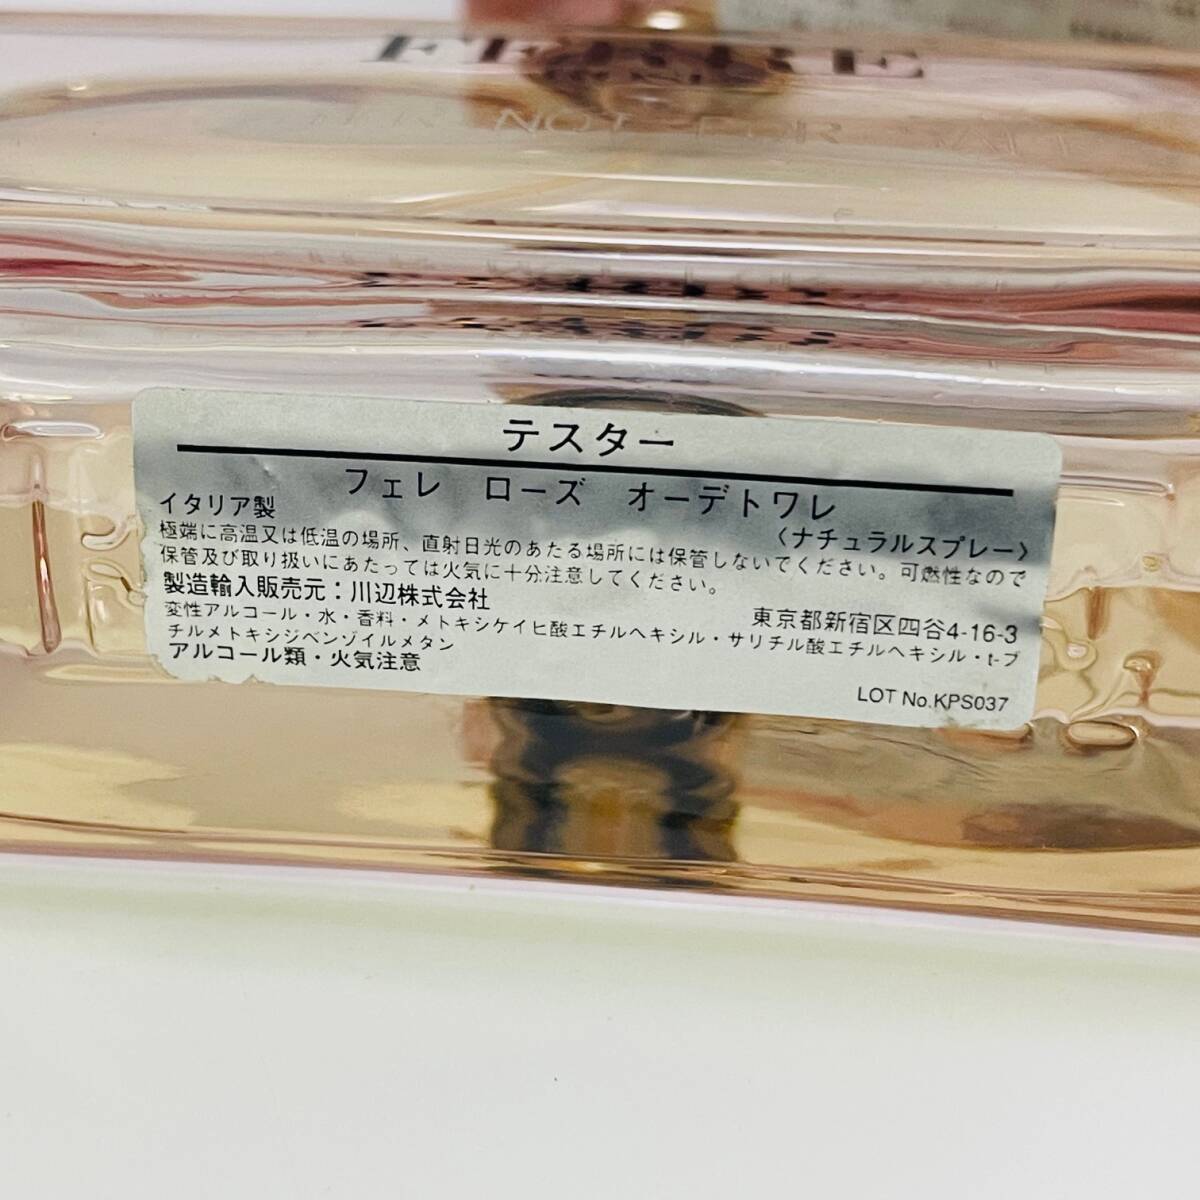 FERRE
NOT FOR
テスター
フェレ ローズ オーデトワレ
イタリア製
〈ナチュラルスプレー〉
極端に高温又は低温の場所、直射日光のあたる場所には保管しないでください。可燃性なので
保管及び取り扱いにあたっては火気に十分注意してください。
製造輸入販売元：川辺株式会社
東京都新宿区四谷4-16-3
変性アルコール・水・香料・メトキシケイヒ酸エチルヘキシル・サリチル酸エチルヘキシル・t-ブ
チルメトキシジベンゾイルメタン
アルコール類・火気注意
LOT No.KPS037